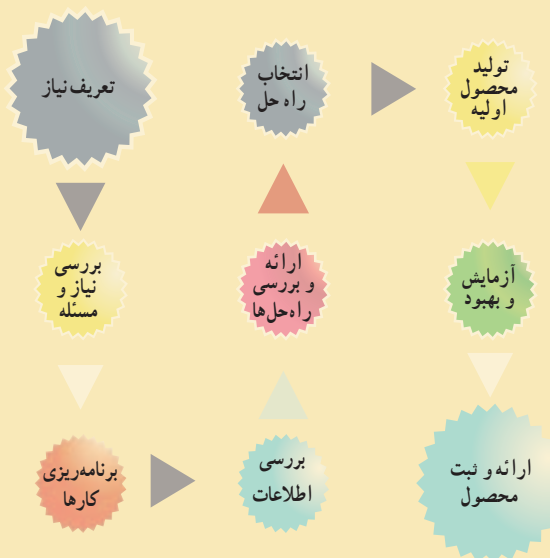 تعریف نیاز
بررسی
نیاز و
مسئله
برنامه‌ریزی
کارها
بررسی
اطلاعات
ارائه
و بررسی
راه‌حل‌ها
انتخاب
راه حل
تولید
محصول
اولیه
آزمایش
و بهبود
ارائه و ثبت
محصول